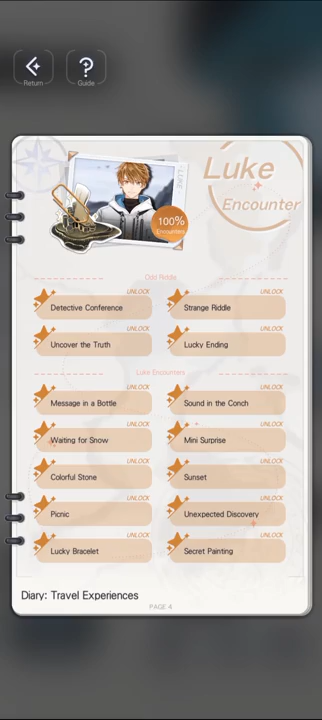 Return
Guide
Luke
Encounter
LUKE
100%
Encounters
Odd Riddle
UNLOCK
UNLOCK
Detective Conference
Strange Riddle
UNLOCK
UNLOCK
Uncover the Truth
Lucky Ending
Luke Encounters
UNLOCK
UNLOCK
Message in a Bottle
Sound in the Conch
UNLOCK
UNLOCK
Waiting for Snow
Mini Surprise
UNLOCK
UNLOCK
Colorful Stone
Sunset
UNLOCK
UNLOCK
Picnic
Unexpected Discovery
UNLOCK
UNLOCK
Lucky Bracelet
Secret Painting
Diary: Travel Experiences
PAGE 4